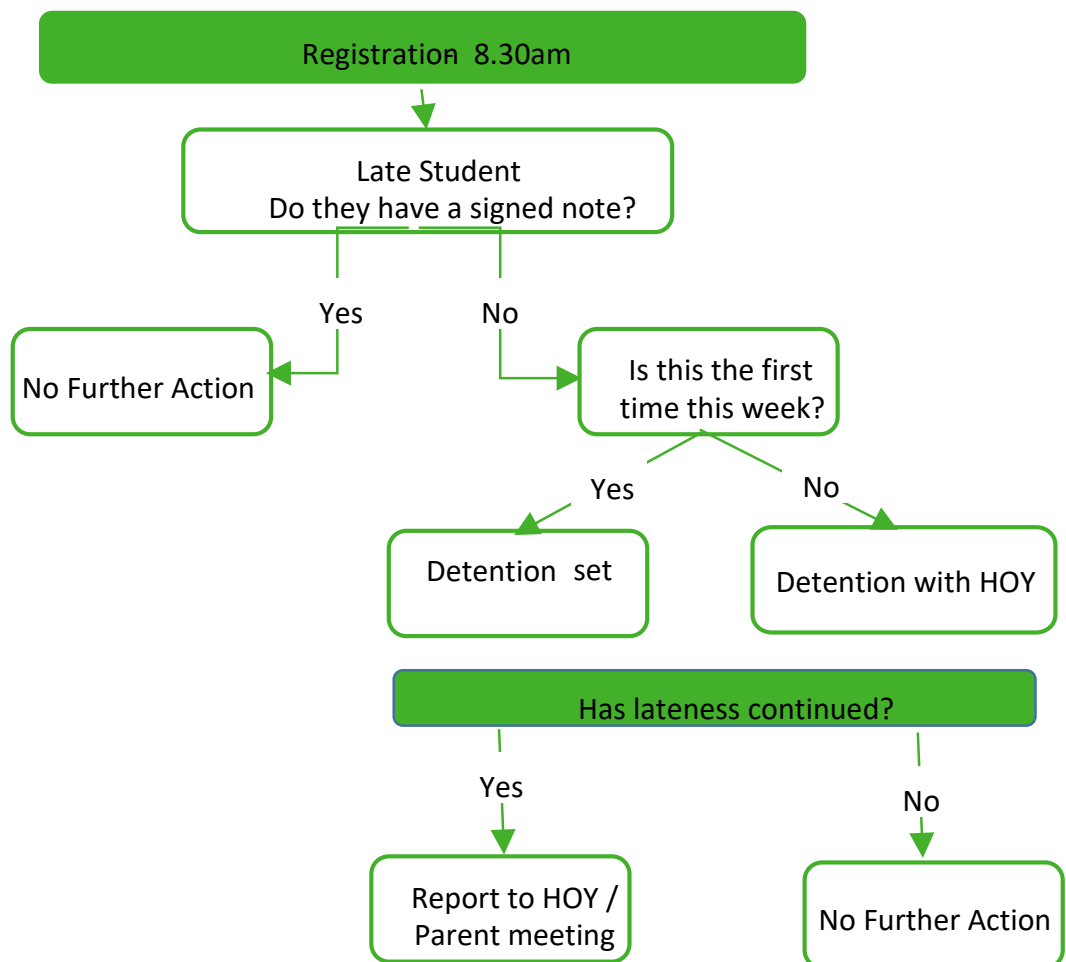 Registration- 8.30am
Late Student
Do they have a signed note?
Yes
No
No Further Action
Is this the first
time this week?
Yes
No
Detention set
Detention with HOY
Has lateness continued?
Yes
No
Report to HOY /
Parent meeting
No Further Action